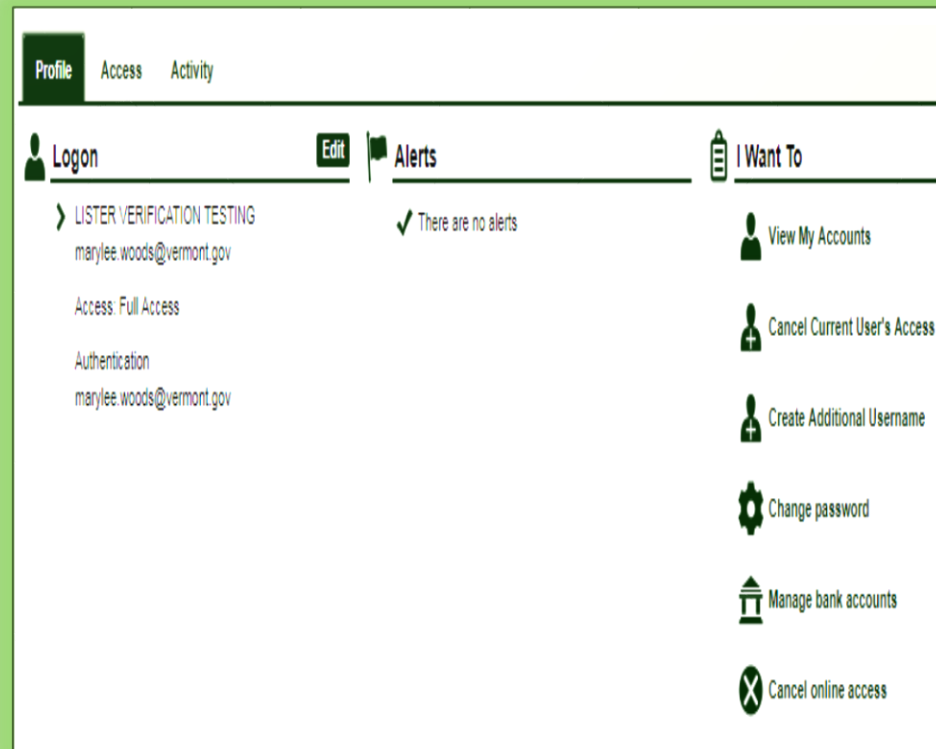 Profile Access Activity
Logon Edit
LISTER VERIFICATION TESTING
marylee.woods@vermont.gov
Access: Full Access
Authentication
marylee.woods@vermont.gov
Alerts
There are no alerts
I Want To
View My Accounts
Cancel Current User's Access
Create Additional Username
Change password
Manage bank accounts
Cancel online access